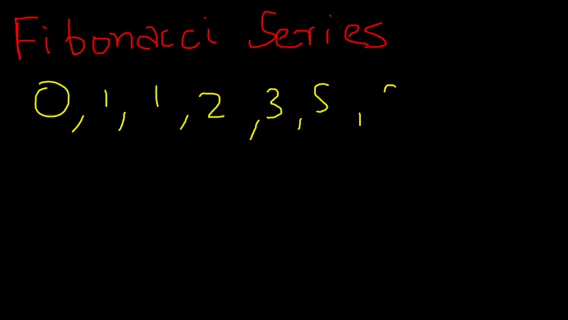 Fibonacci Series
0, 1, 1, 2, 3, 5,